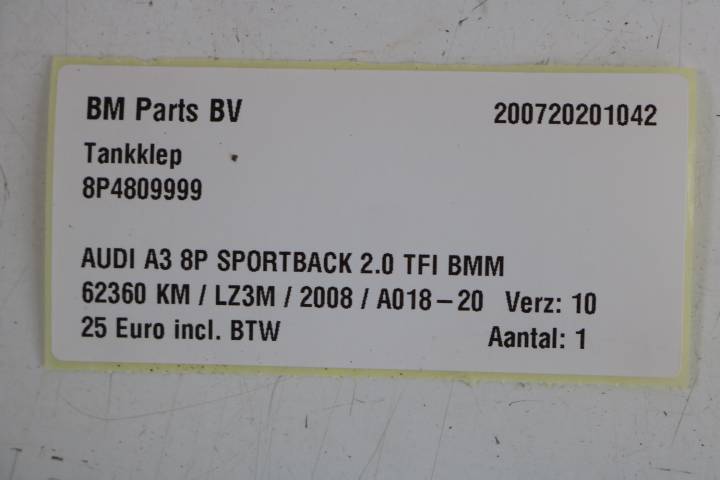 BM Parts BV 200720201042
Tankklep
8P4809999
AUDI A3 8P SPORTBACK 2.0 TFI BMM
62360 KM / LZ3M / 2008 / A018-20 Verz: 10
25 Euro incl. BTW Aantal: 1